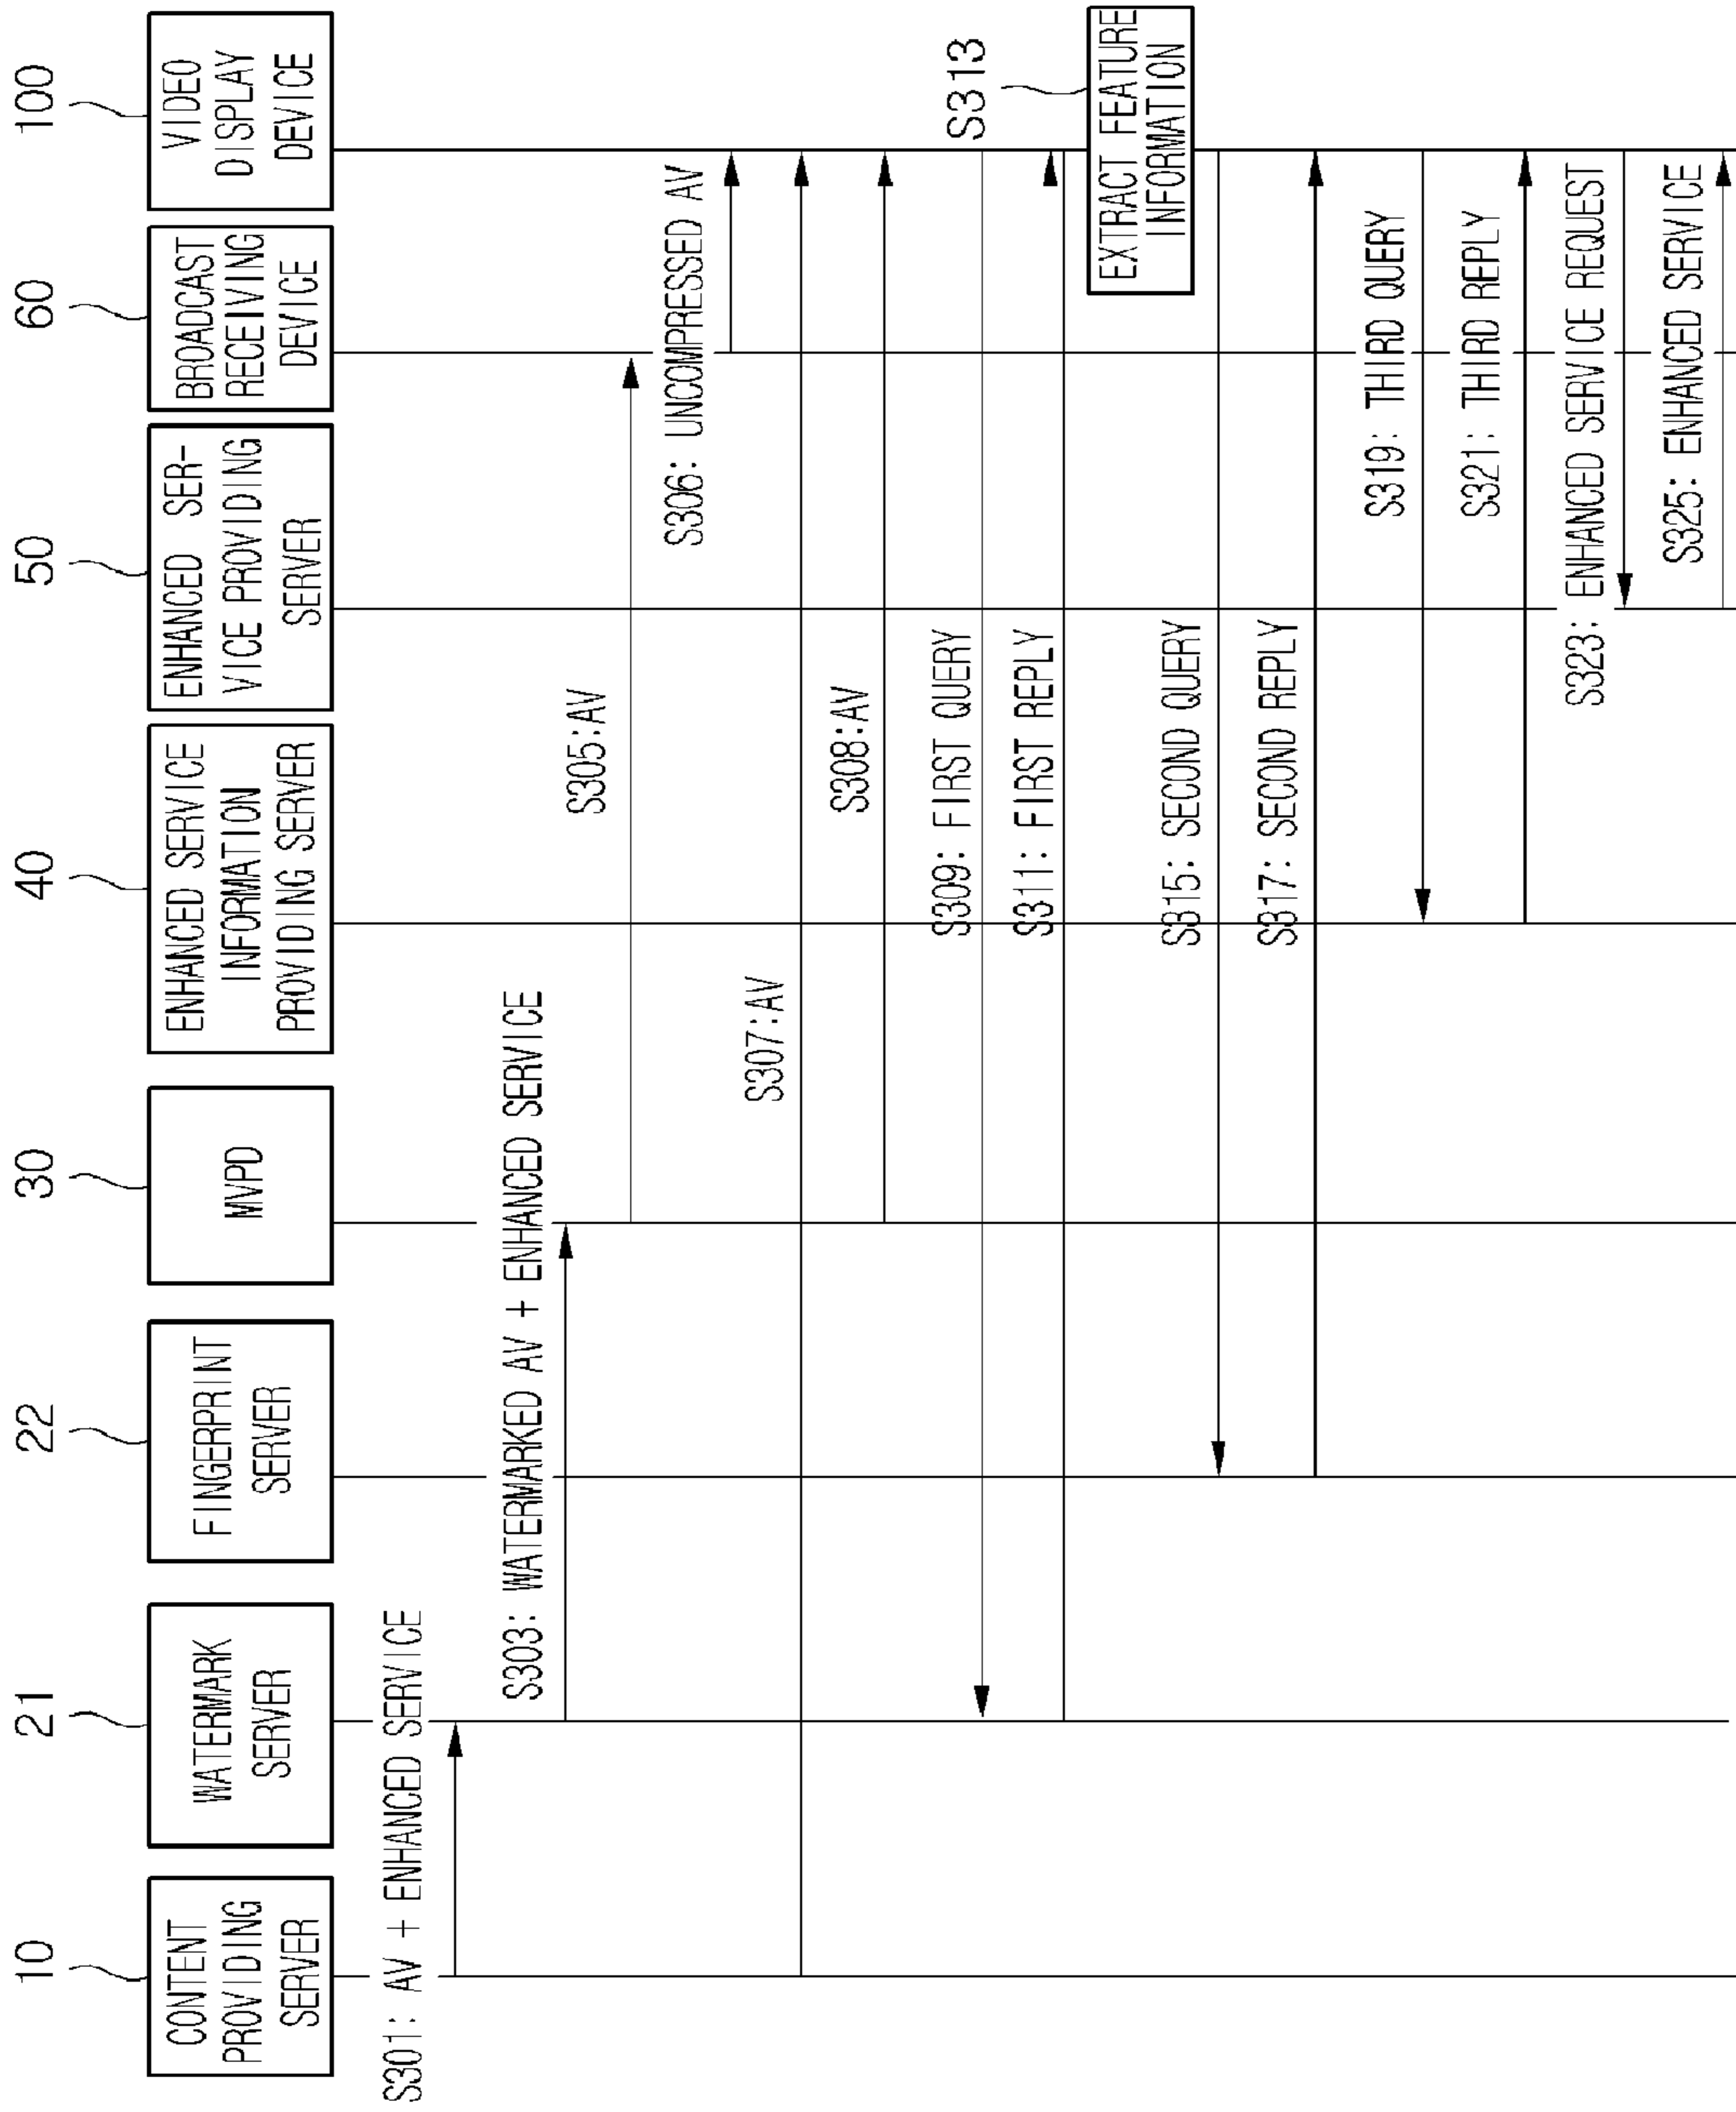 10
21
22
30
40
50
60
100
CONTENT
PROVIDING
SERVER
WATERMARK
SERVER
FINGERPRINT
SERVER
MVPD
ENHANCED SERVICE
INFORMATION
PROVIDING SERVER
ENHANCED SER-
VICE PROVIDING
SERVER
BROADCAST
RECEIVING
DEVICE
VIDEO
DISPLAY
DEVICE
S301: AV + ENHANCED SERVICE
S303: WATERMARKED AV + ENHANCED SERVICE
S305:AV
S306: UNCOMPRESSED AV
S307:AV
S308:AV
S309: FIRST QUERY
S311: FIRST REPLY
S313
EXTRACT FEATURE
INFORMATION
S315: SECOND QUERY
S317: SECOND REPLY
S319: THIRD QUERY
S321: THIRD REPLY
S323: ENHANCED SERVICE REQUEST
S325: ENHANCED SERVICE